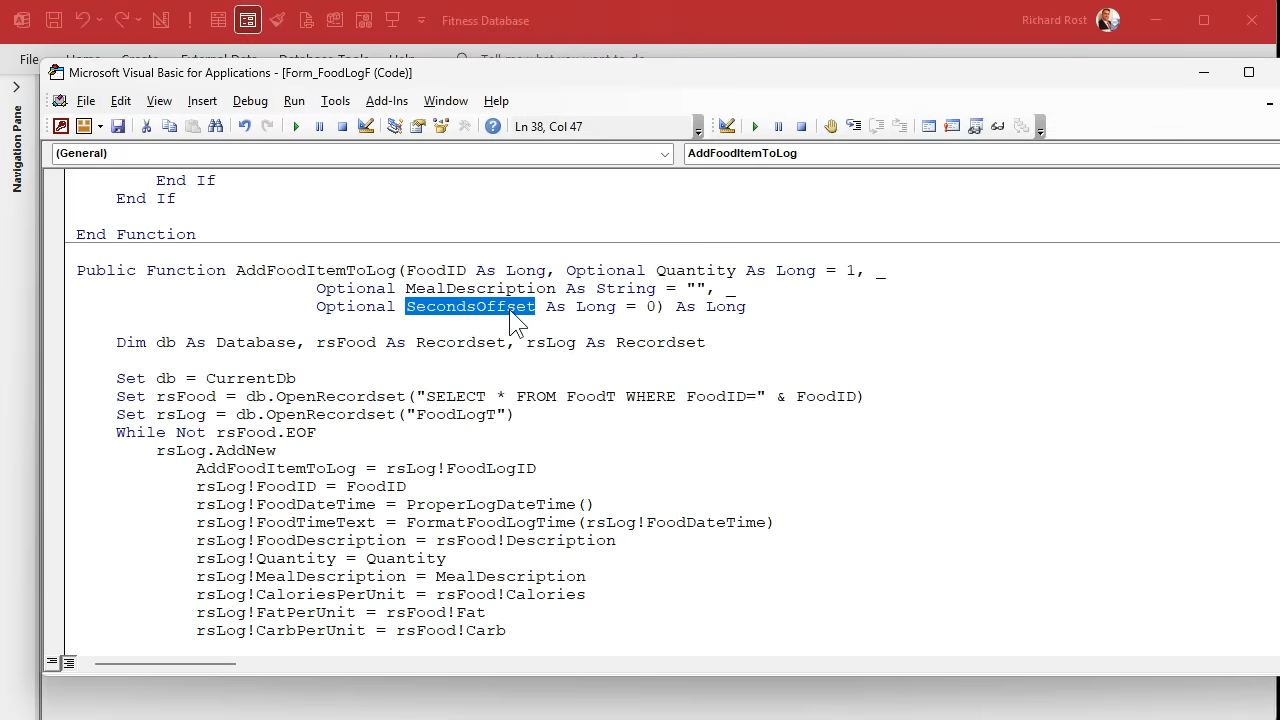 Fitness Database
Richard Rost
File
Navigation Pane
Microsoft Visual Basic for Applications - [Form_FoodLogF (Code)]
File Edit View Insert Format Debug Run Tools Add-Ins Window Help
Ln 38, Col 47
(General)
AddFoodItemToLog
End If
End If
End Function
Public Function AddFoodItemToLog(FoodID As Long, Optional Quantity As Long = 1, _
Optional MealDescription As String = "", _
Optional SecondsOffset As Long = 0) As Long
Dim db As Database, rsFood As Recordset, rsLog As Recordset
Set db = CurrentDb
Set rsFood = db.OpenRecordset("SELECT * FROM FoodT WHERE FoodID=" & FoodID)
Set rsLog = db.OpenRecordset("FoodLogT")
While Not rsFood.EOF
rsLog.AddNew
AddFoodItemToLog = rsLog!FoodLogID
rsLog!FoodID = FoodID
rsLog!FoodDateTime = ProperLogDateTime()
rsLog!FoodTimeText = FormatFoodLogTime(rsLog!FoodDateTime)
rsLog!FoodDescription = rsFood!Description
rsLog!Quantity = Quantity
rsLog!MealDescription = MealDescription
rsLog!CaloriesPerUnit = rsFood!Calories
rsLog!FatPerUnit = rsFood!Fat
rsLog!CarbPerUnit = rsFood!Carb